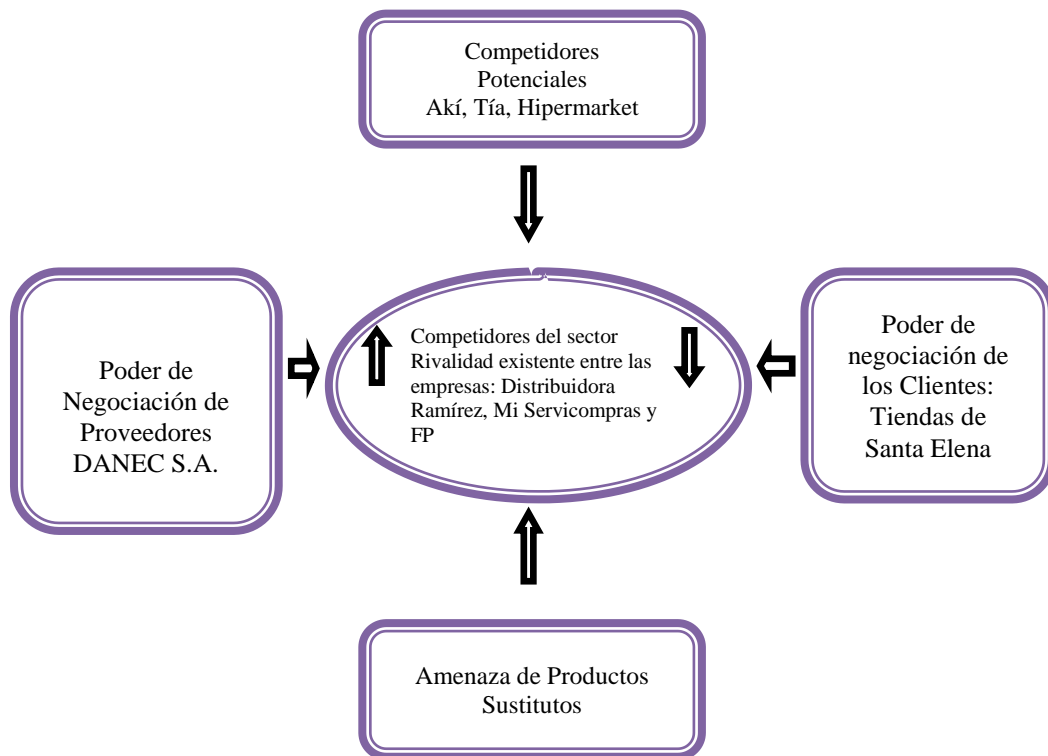 Competidores
Potenciales
Akí, Tía, Hipermarket
Poder de
Negociación de
Proveedores
DANEC S.A.
Competidores del sector
Rivalidad existente entre las
empresas: Distribuidora
Ramírez, Mi Servicompras y
FP
Poder de
negociación de
los Clientes:
Tiendas de
Santa Elena
Amenaza de Productos
Sustitutos